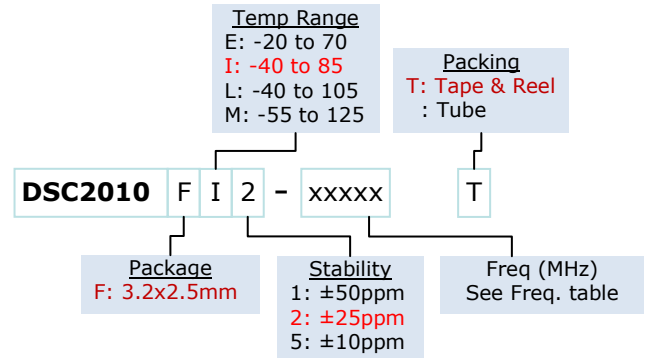 Temp Range
E: -20 to 70
I: -40 to 85
L: -40 to 105
M: -55 to 125
Packing
T: Tape & Reel
: Tube
DSC2010 F I 2 - xxxxx T
Package
F: 3.2x2.5mm
Stability
1: ±50ppm
2: ±25ppm
5: ±10ppm
Freq (MHz)
See Freq. table